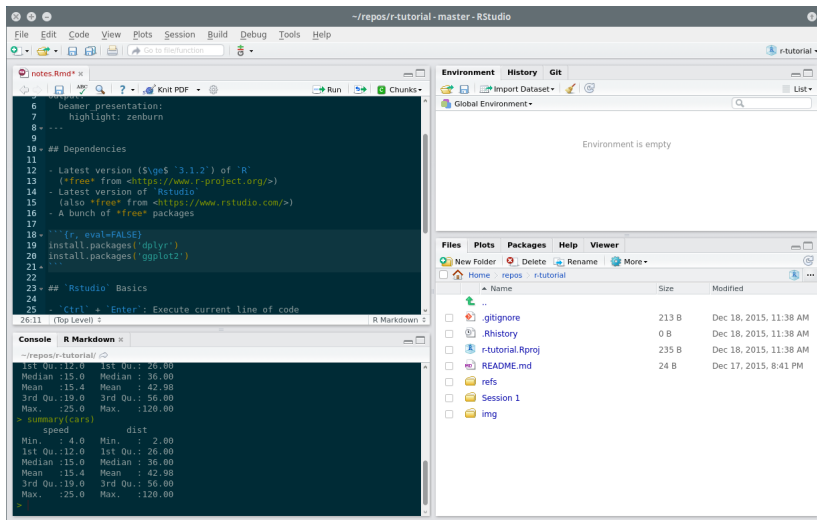 ~/repos/r-tutorial - master - RStudio
File Edit Code View Plots Session Build Debug Tools Help
Go to file/function
r-tutorial
notes.Rmd*
ABC
Knit PDF
Run
Chunks
5 output:
6 beamer_presentation:
7 highlight: zenburn
8 ---
9
10 ## Dependencies
11
12 - Latest version ($\ge$ `3.1.2`) of `R`
13 (*free* from <https://www.r-project.org/>)
14 - Latest version of `Rstudio`
15 (also *free* from <https://www.rstudio.com/>)
16 - A bunch of *free* packages
17
18 ```{r, eval=FALSE}
19 install.packages('dplyr')
20 install.packages('ggplot2')
21 ```
22
23 ## `Rstudio` Basics
24
25 - `Ctrl` + `Enter`: Execute current line of code
26:11 (Top Level) R Markdown
Console R Markdown
~/repos/r-tutorial/
1st Qu.:12.0 1st Qu.: 26.00
Median :15.0 Median : 36.00
Mean :15.4 Mean : 42.98
3rd Qu.:19.0 3rd Qu.: 56.00
Max. :25.0 Max. :120.00
> summary(cars)
speed dist
Min. : 4.0 Min. : 2.00
1st Qu.:12.0 1st Qu.: 26.00
Median :15.0 Median : 36.00
Mean :15.4 Mean : 42.98
3rd Qu.:19.0 3rd Qu.: 56.00
Max. :25.0 Max. :120.00
>
Environment History Git
Import Dataset
List
Global Environment
Environment is empty
Files Plots Packages Help Viewer
New Folder Delete Rename More
Home repos r-tutorial
Name Size Modified
..
.gitignore 213 B Dec 18, 2015, 11:38 AM
.Rhistory 0 B Dec 18, 2015, 11:38 AM
r-tutorial.Rproj 235 B Dec 18, 2015, 11:38 AM
README.md 24 B Dec 17, 2015, 8:41 PM
refs
Session 1
img